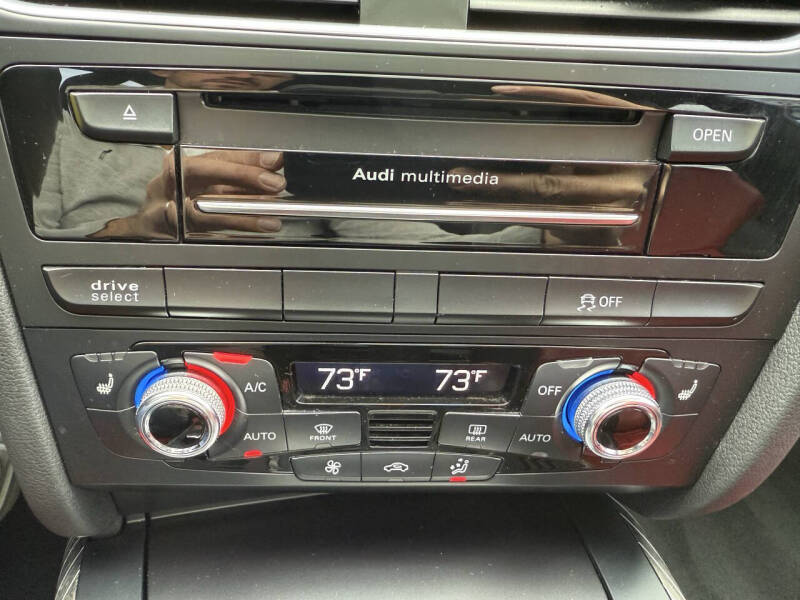 OPEN
Audi multimedia
drive
select
OFF
73°F
73°F
A/C
OFF
AUTO
FRONT
REAR
AUTO